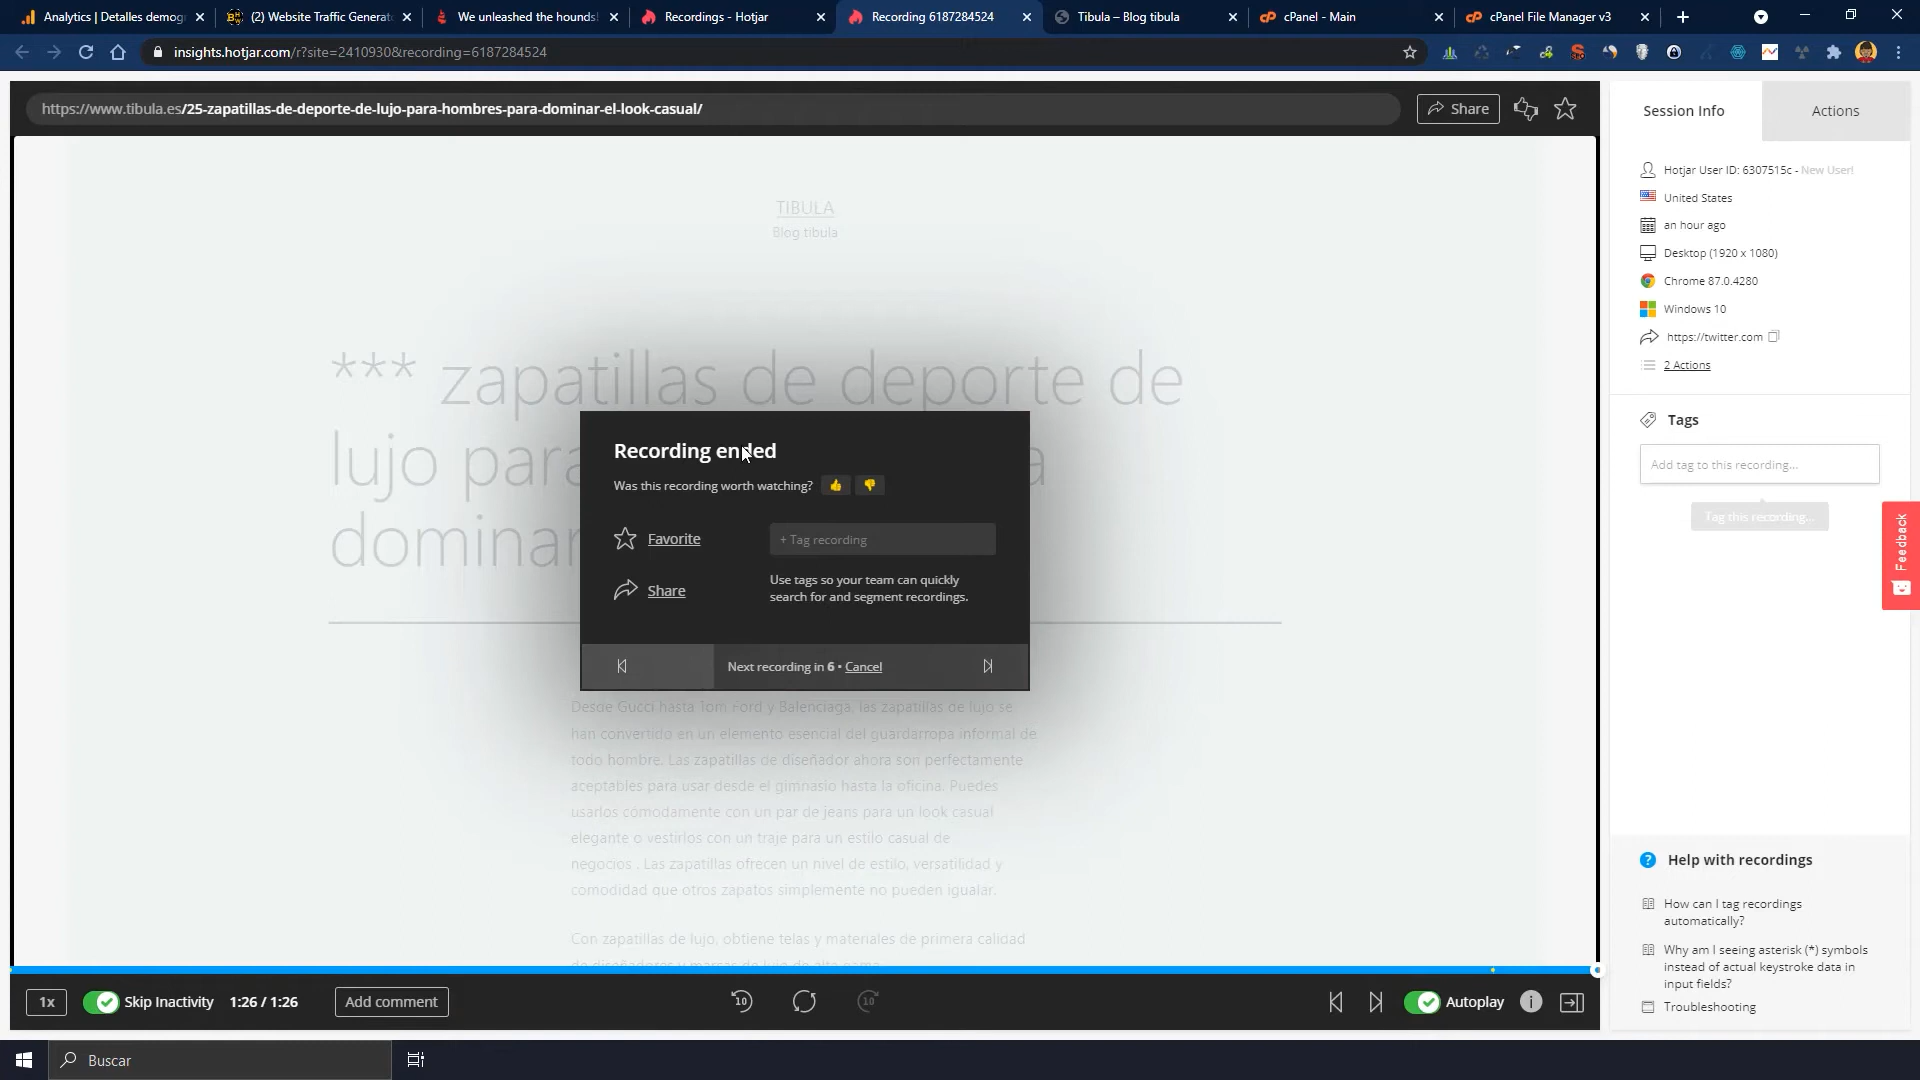 Analytics | Detalles demog
(2) Website Traffic Generat
We unleashed the hounds!
Recordings - Hotjar
Recording 6187284524
Tibula – Blog tibula
cPanel - Main
cPanel File Manager v3
insights.hotjar.com/r?site=2410930&recording=6187284524
https://www.tibula.es/25-zapatillas-de-deporte-de-lujo-para-hombres-para-dominar-el-look-casual/
Share
Session Info
Actions
Hotjar User ID: 6307515c - New User!
United States
an hour ago
Desktop (1920 x 1080)
Chrome 87.0.4280
Windows 10
https://twitter.com
2 Actions
Tags
Add tag to this recording...
Tag this recording...
Feedback
TIBULA
Blog tibula
*** zapatillas de deporte de
lujo para
dominar
Recording ended
Was this recording worth watching?
Favorite
+ Tag recording
Share
Use tags so your team can quickly
search for and segment recordings.
Next recording in 6 • Cancel
Desde Gucci hasta Tom Ford y Balenciaga, las zapatillas de lujo se
han convertido en un elemento esencial del guardarropa informal de
todo hombre. Las zapatillas de diseñador ahora son perfectamente
aceptables para usar desde el gimnasio hasta la oficina. Puedes
usarlos cómodamente con un par de jeans para un look casual
elegante o vestirlos con un traje para un estilo casual de
negocios . Las zapatillas ofrecen un nivel de estilo, versatilidad y
comodidad que otros zapatos simplemente no pueden igualar.
Con zapatillas de lujo, obtiene telas y materiales de primera calidad
de diseñadores y marcas de lujo de alta gama.
Help with recordings
How can I tag recordings
automatically?
Why am I seeing asterisk (*) symbols
instead of actual keystroke data in
input fields?
Troubleshooting
1x
Skip Inactivity
1:26 / 1:26
Add comment
10
10
Autoplay
Buscar